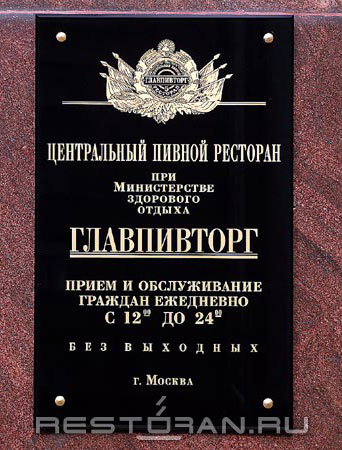 ГЛАВПИВТОРГ
ЦЕНТРАЛЬНЫЙ ПИВНОЙ РЕСТОРАН
ПРИ
МИНИСТЕРСТВЕ
ЗДОРОВОГО
ОТДЫХА
ГЛАВПИВТОРГ
ПРИЕМ И ОБСЛУЖИВАНИЕ
ГРАЖДАН ЕЖЕДНЕВНО
С 12⁰⁰ ДО 24⁰⁰
БЕЗ ВЫХОДНЫХ
г. Москва
RESTORAN.RU